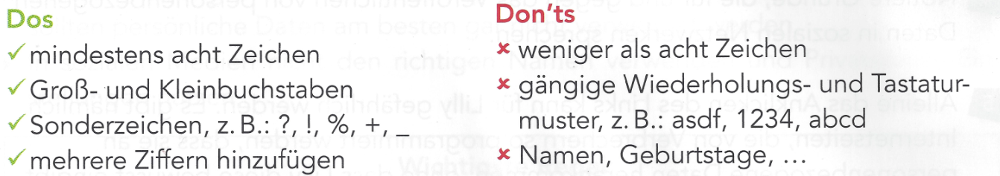 Dos
✓ mindestens acht Zeichen
✓ Groß- und Kleinbuchstaben
✓ Sonderzeichen, z. B.: ?, !, %, +, _
✓ mehrere Ziffern hinzufügen
Don'ts
× weniger als acht Zeichen
× gängige Wiederholungs- und Tastatur-
muster, z. B.: asdf, 1234, abcd
× Namen, Geburtstage, …